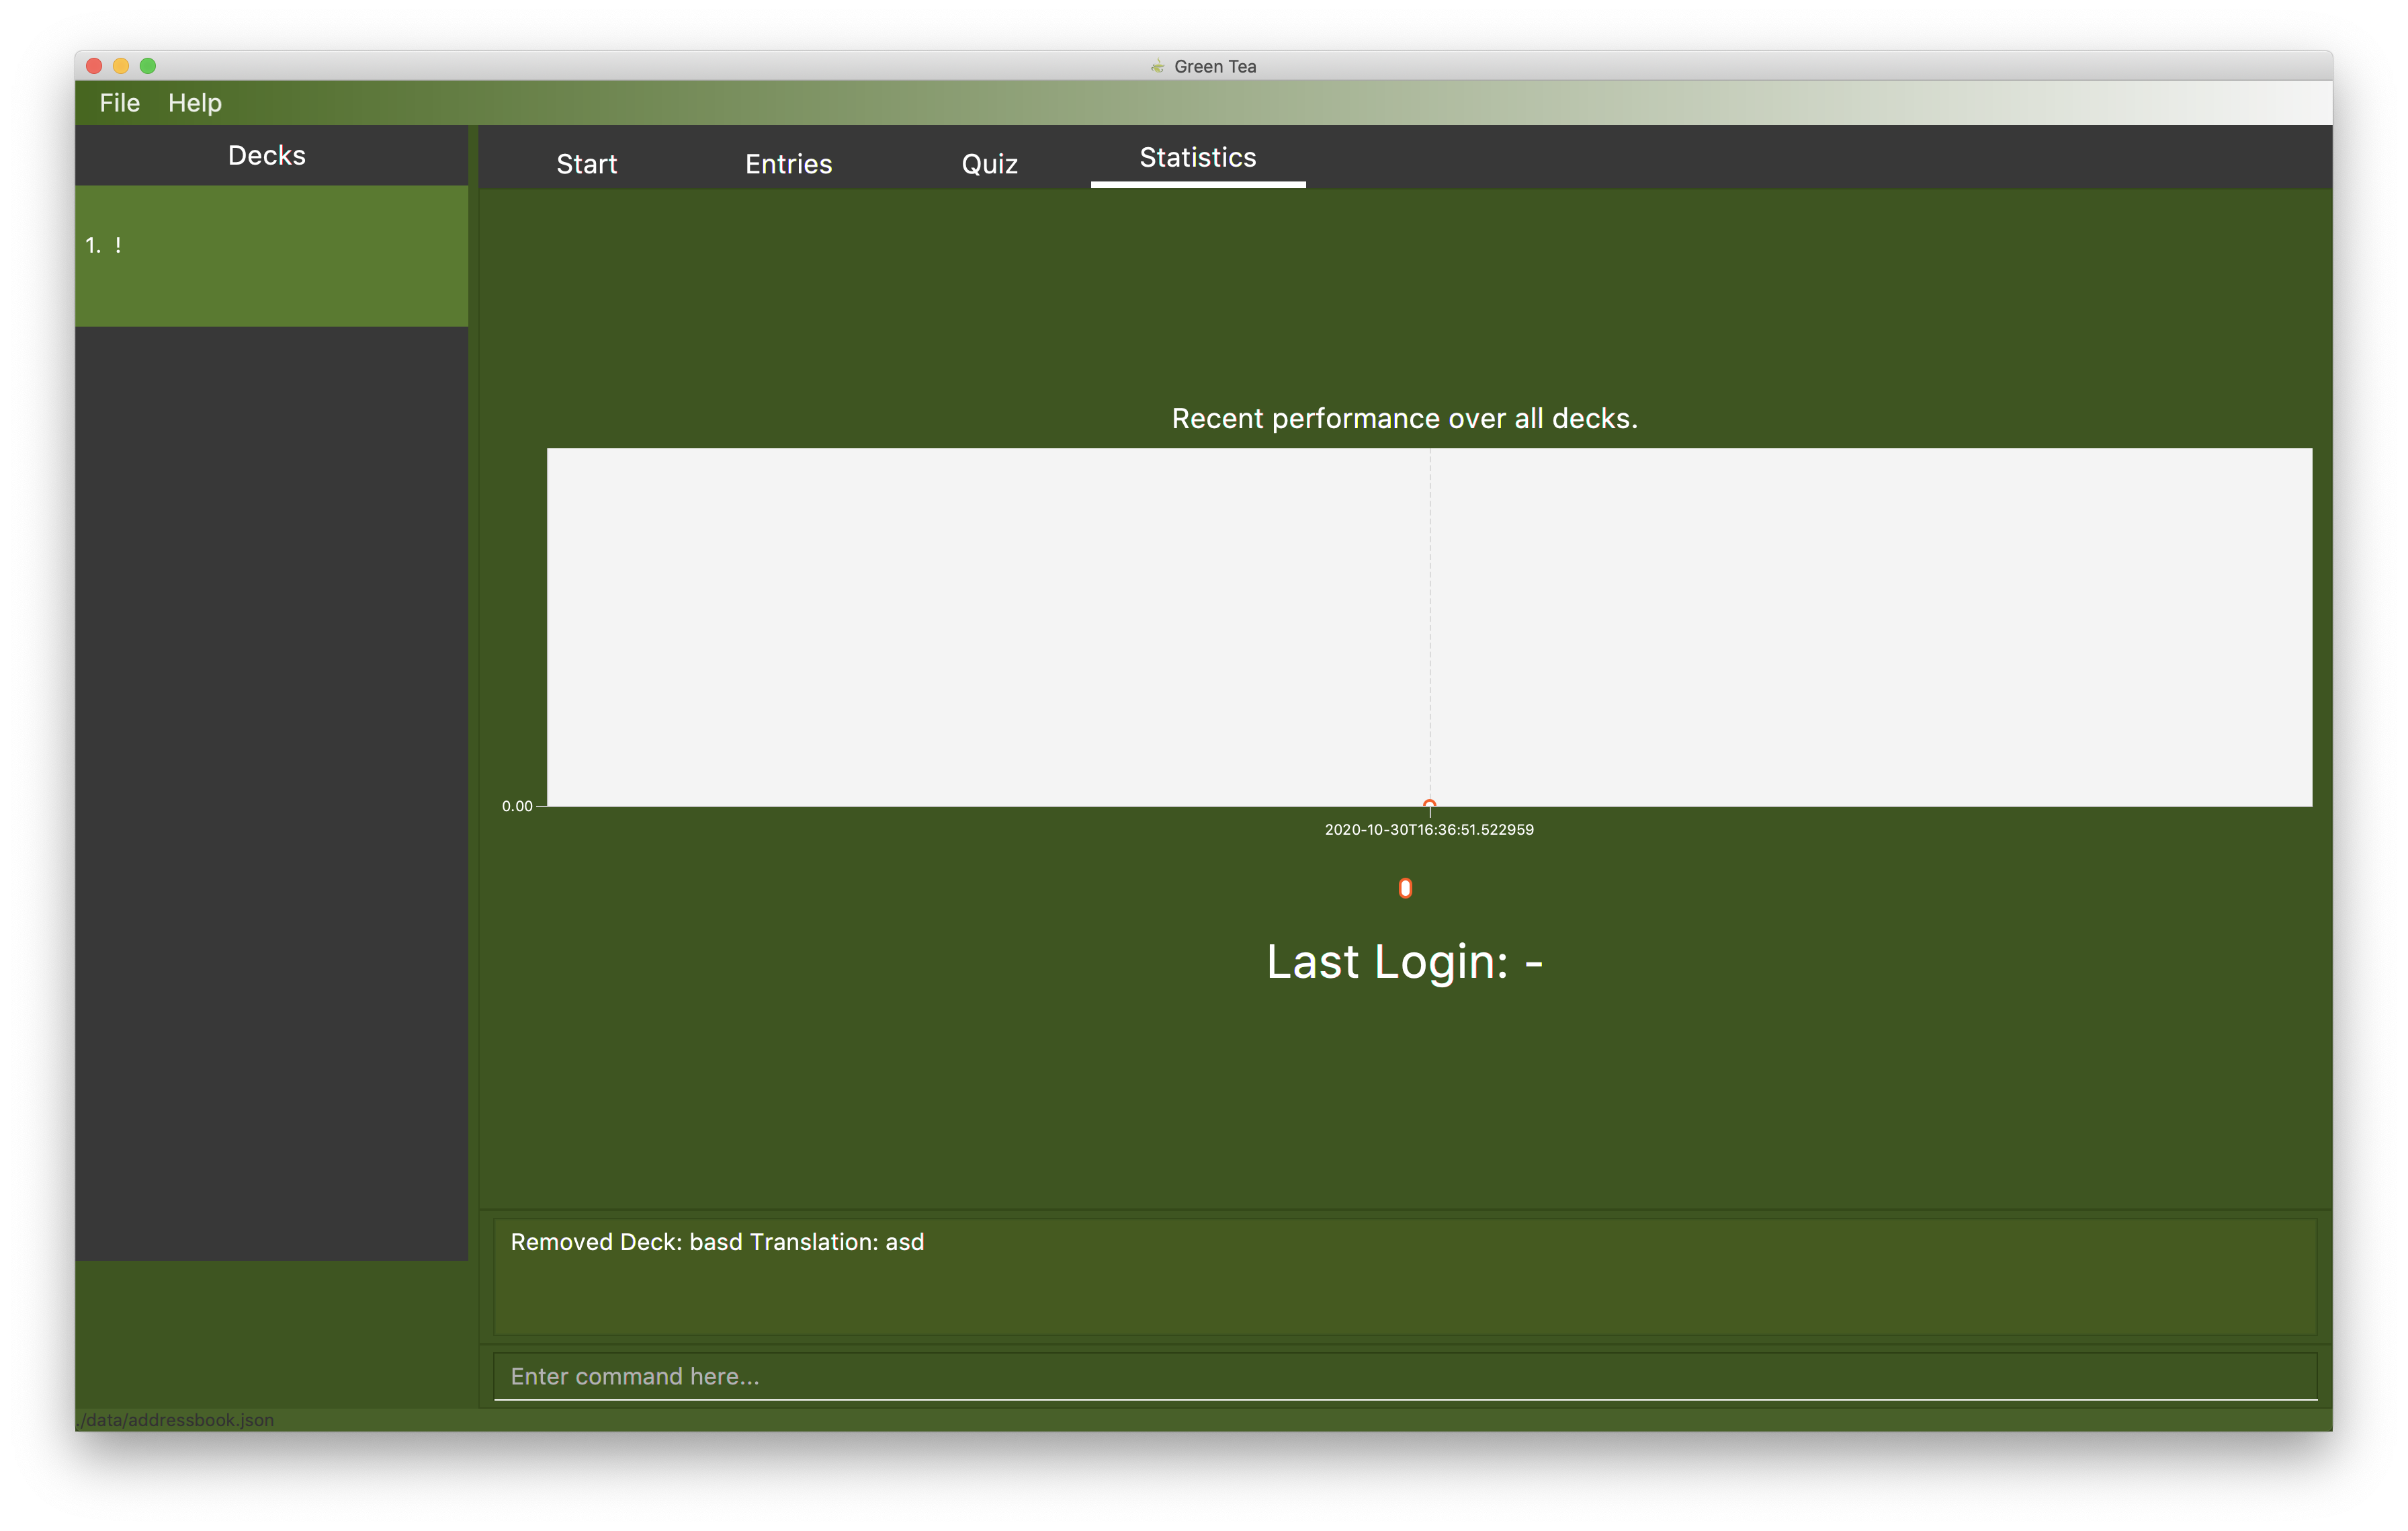 Green Tea
File Help
Decks
Start Entries Quiz Statistics
1. !
Recent performance over all decks.
0.00
2020-10-30T16:36:51.522959
Last Login: -
Removed Deck: basd Translation: asd
Enter command here...
./data/addressbook.json